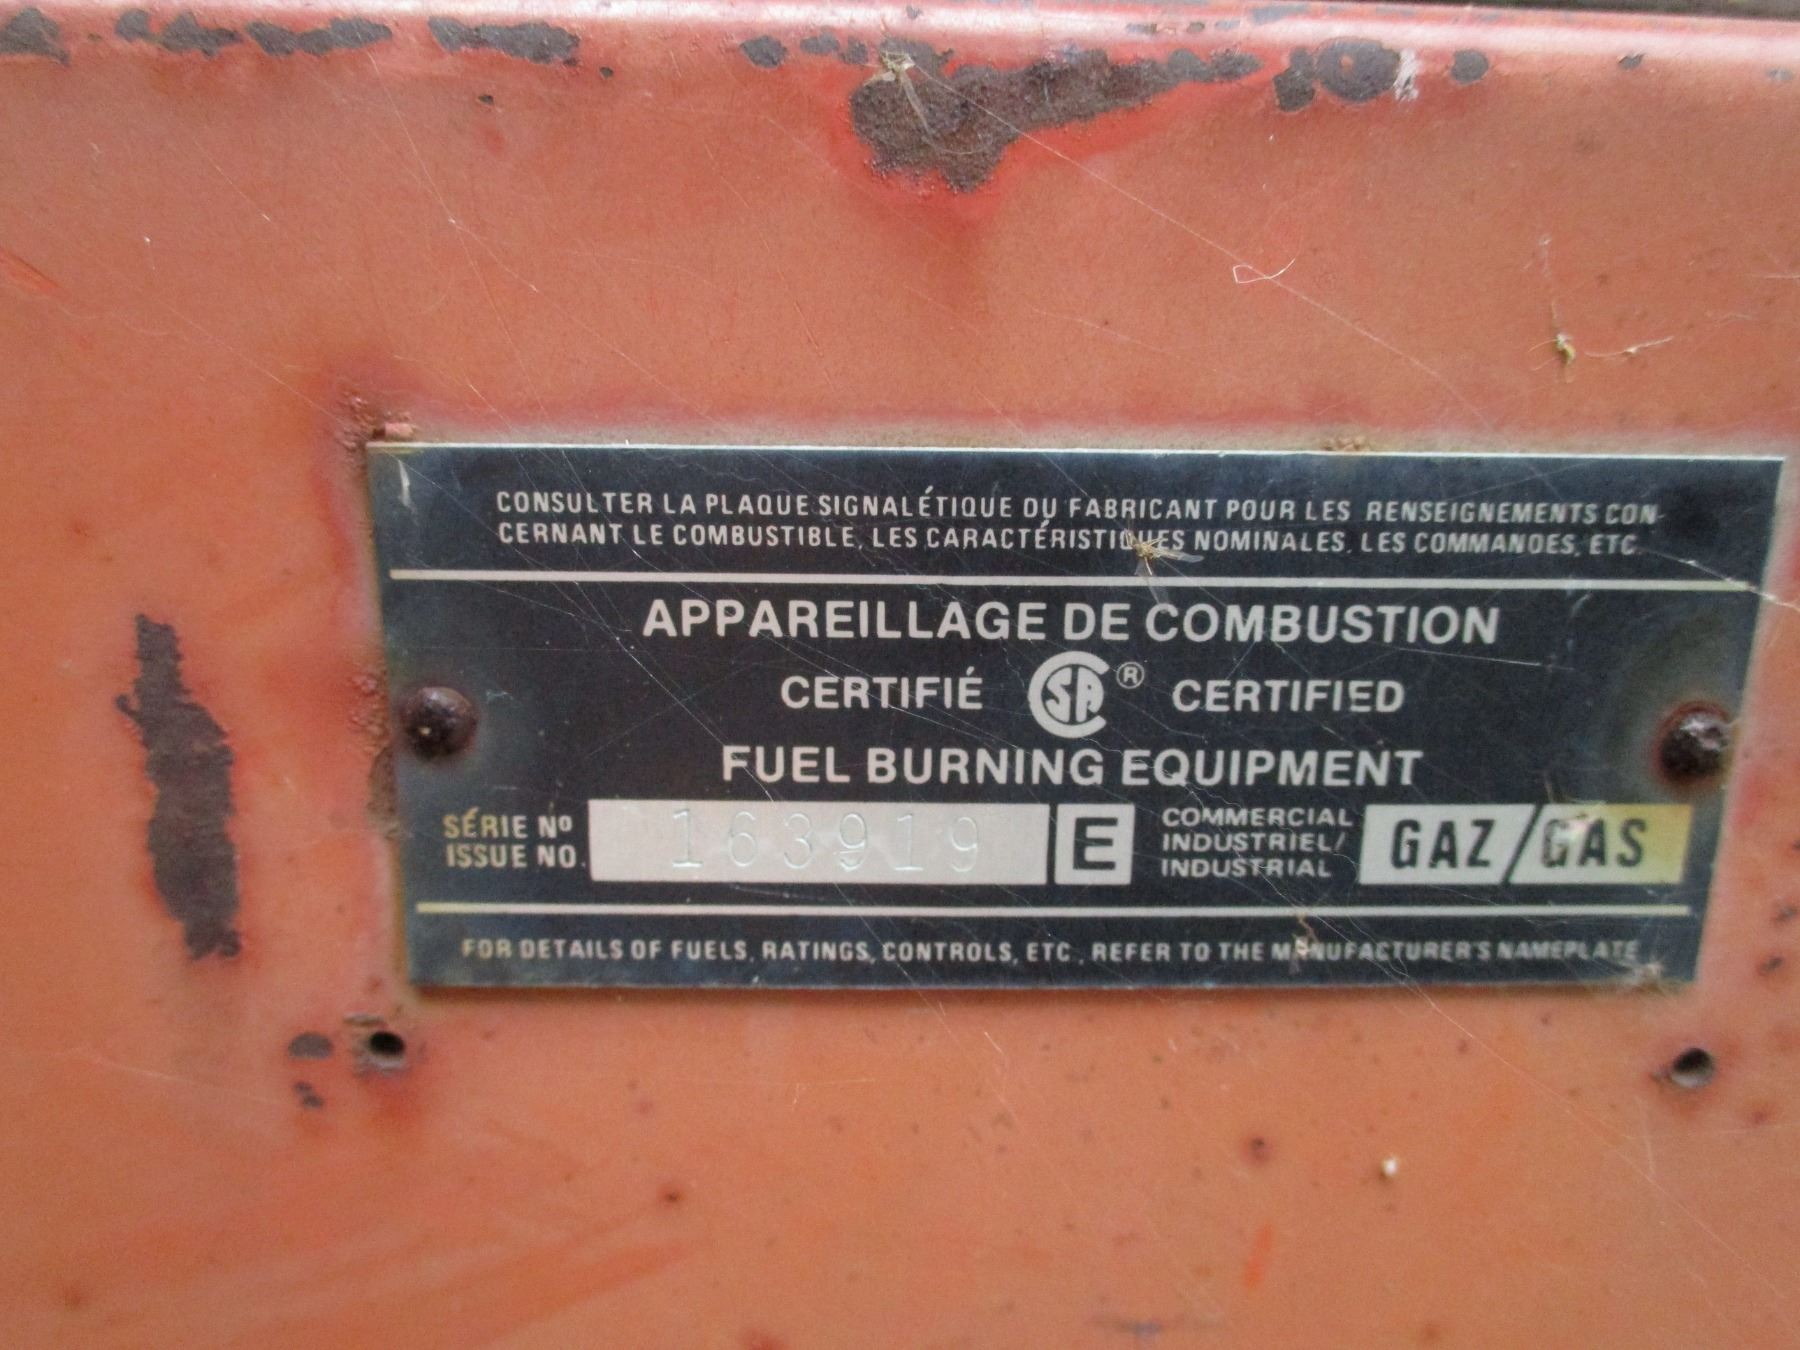 CONSULTER LA PLAQUE SIGNALÉTIQUE DU FABRICANT POUR LES RENSEIGNEMENTS CON-
CERNANT LE COMBUSTIBLE, LES CARACTÉRISTIQUES NOMINALES, LES COMMANDES, ETC.
APPAREILLAGE DE COMBUSTION
CERTIFIÉ CSA ® CERTIFIED
FUEL BURNING EQUIPMENT
SÉRIE Nº
ISSUE NO.
163919
E
COMMERCIAL
INDUSTRIEL/
INDUSTRIAL
GAZ/GAS
FOR DETAILS OF FUELS, RATINGS, CONTROLS, ETC., REFER TO THE MANUFACTURER'S NAMEPLATE